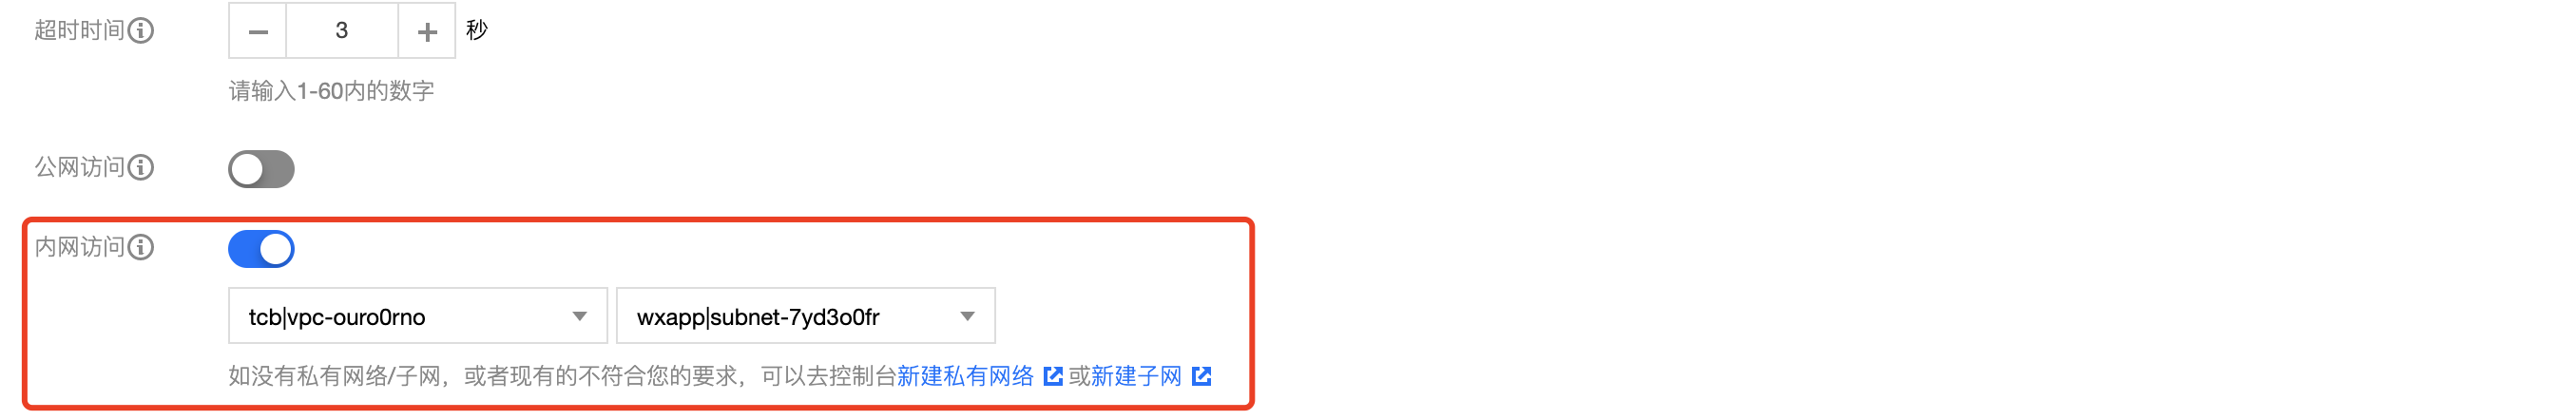 超时时间 3 秒
请输入1-60内的数字
公网访问
内网访问
tcb|vpc-ouro0rno wxapp|subnet-7yd3o0fr
如没有私有网络/子网，或者现有的不符合您的要求，可以去控制台新建私有网络 或新建子网